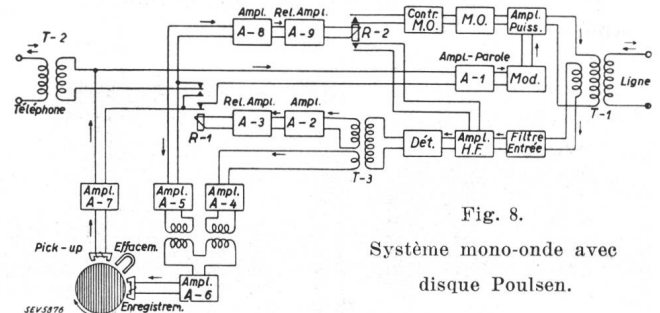 Ampl.
A-8
Rel. Ampl.
A-9
R-2
Contr.
M.O.
M.O.
Ampl.
Puiss.
T-2
Téléphone
Ampl.-Parole
A-1
Mod.
Ligne
T-1
Rel. Ampl.
A-3
Ampl.
A-2
R-1
Dét.
Ampl.
H.F.
Filtre
Entrée
T-3
Ampl.
A-7
Ampl.
A-5
Ampl.
A-4
Pick-up
Effacem.
Ampl.
A-6
Enregistrem.
SEV5876
Fig. 8.
Système mono-onde avec
disque Poulsen.